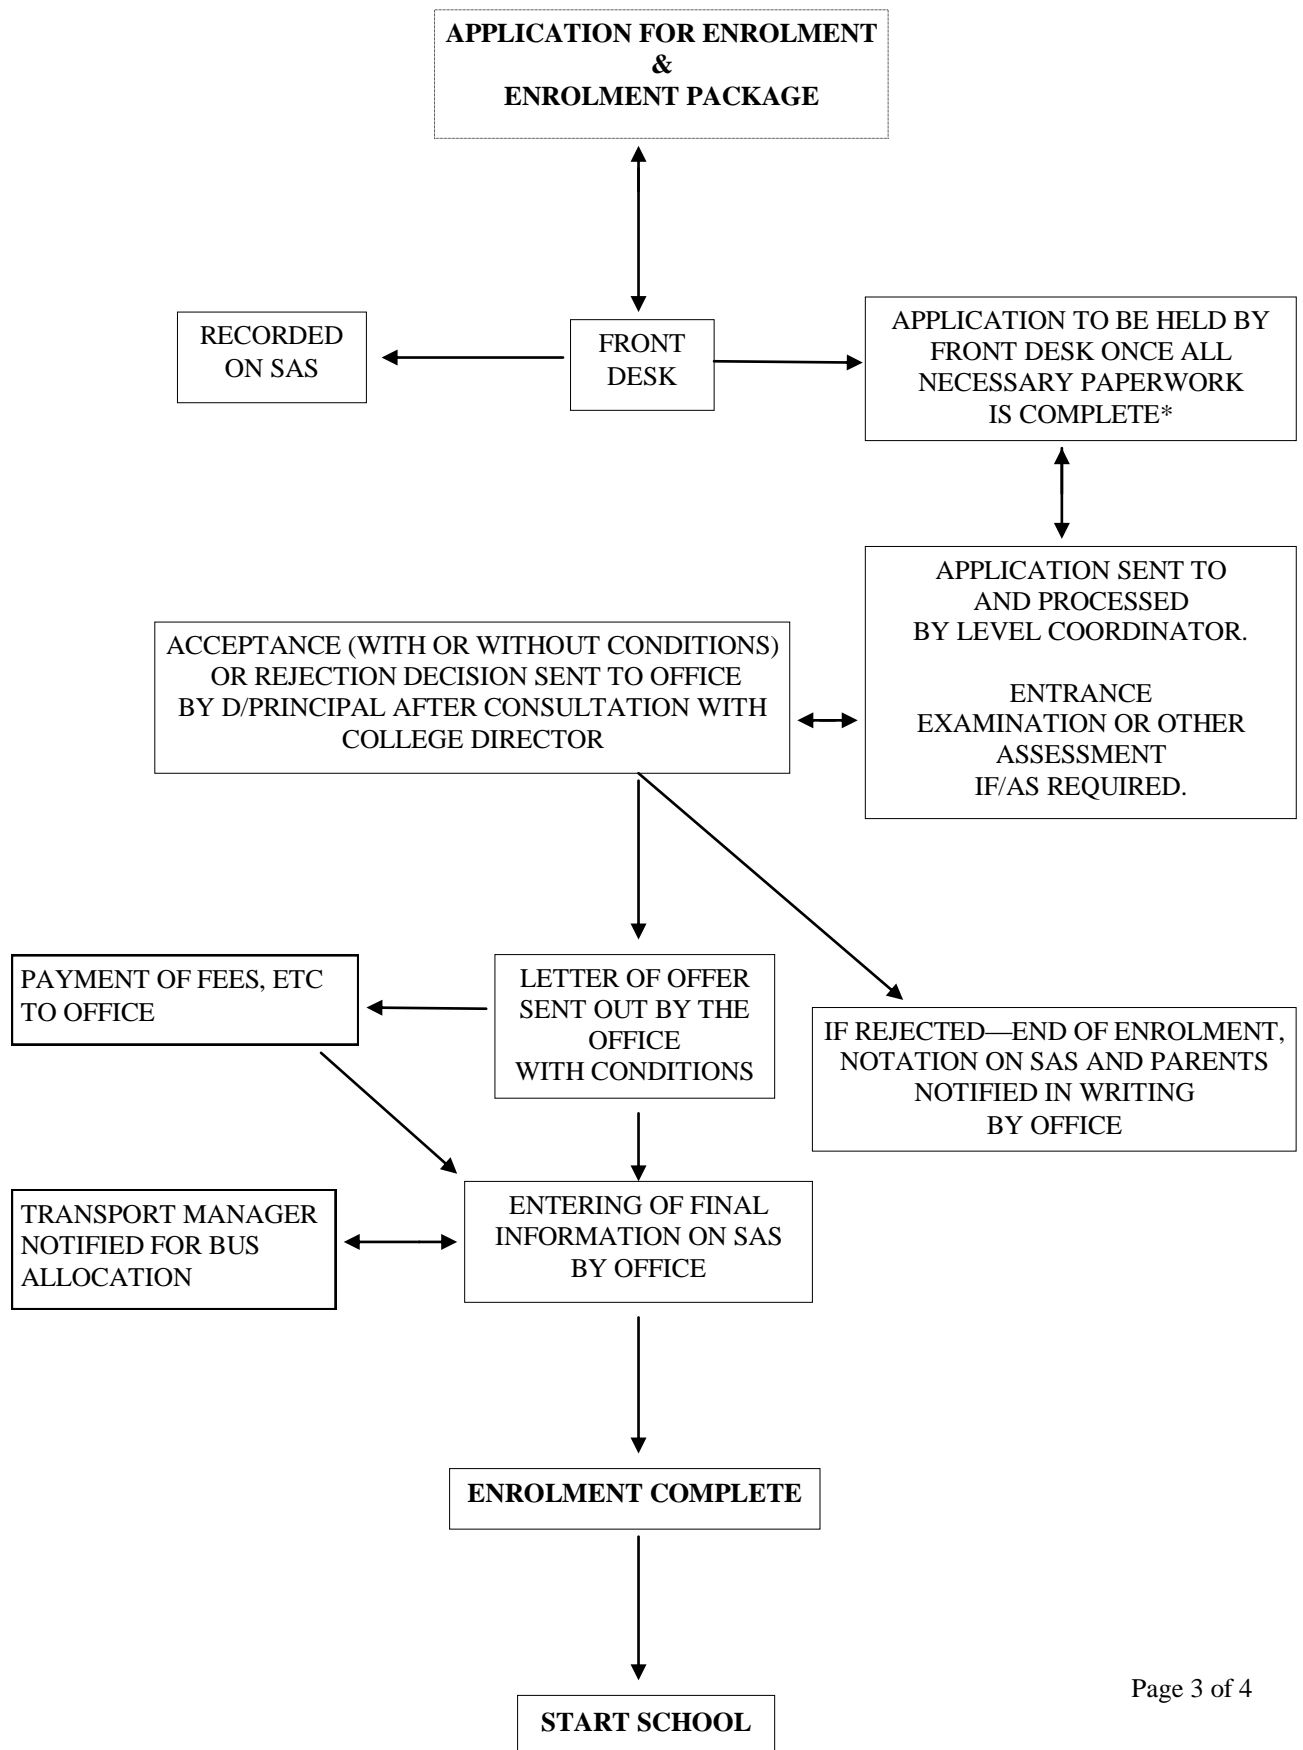 APPLICATION FOR ENROLMENT
&
ENROLMENT PACKAGE
RECORDED
ON SAS
FRONT
DESK
APPLICATION TO BE HELD BY
FRONT DESK ONCE ALL
NECESSARY PAPERWORK
IS COMPLETE*
APPLICATION SENT TO
AND PROCESSED
BY LEVEL COORDINATOR.
ENTRANCE
EXAMINATION OR OTHER
ASSESSMENT
IF/AS REQUIRED.
ACCEPTANCE (WITH OR WITHOUT CONDITIONS)
OR REJECTION DECISION SENT TO OFFICE
BY D/PRINCIPAL AFTER CONSULTATION WITH
COLLEGE DIRECTOR
PAYMENT OF FEES, ETC
TO OFFICE
LETTER OF OFFER
SENT OUT BY THE
OFFICE
WITH CONDITIONS
IF REJECTED—END OF ENROLMENT,
NOTATION ON SAS AND PARENTS
NOTIFIED IN WRITING
BY OFFICE
TRANSPORT MANAGER
NOTIFIED FOR BUS
ALLOCATION
ENTERING OF FINAL
INFORMATION ON SAS
BY OFFICE
ENROLMENT COMPLETE
START SCHOOL
Page 3 of 4